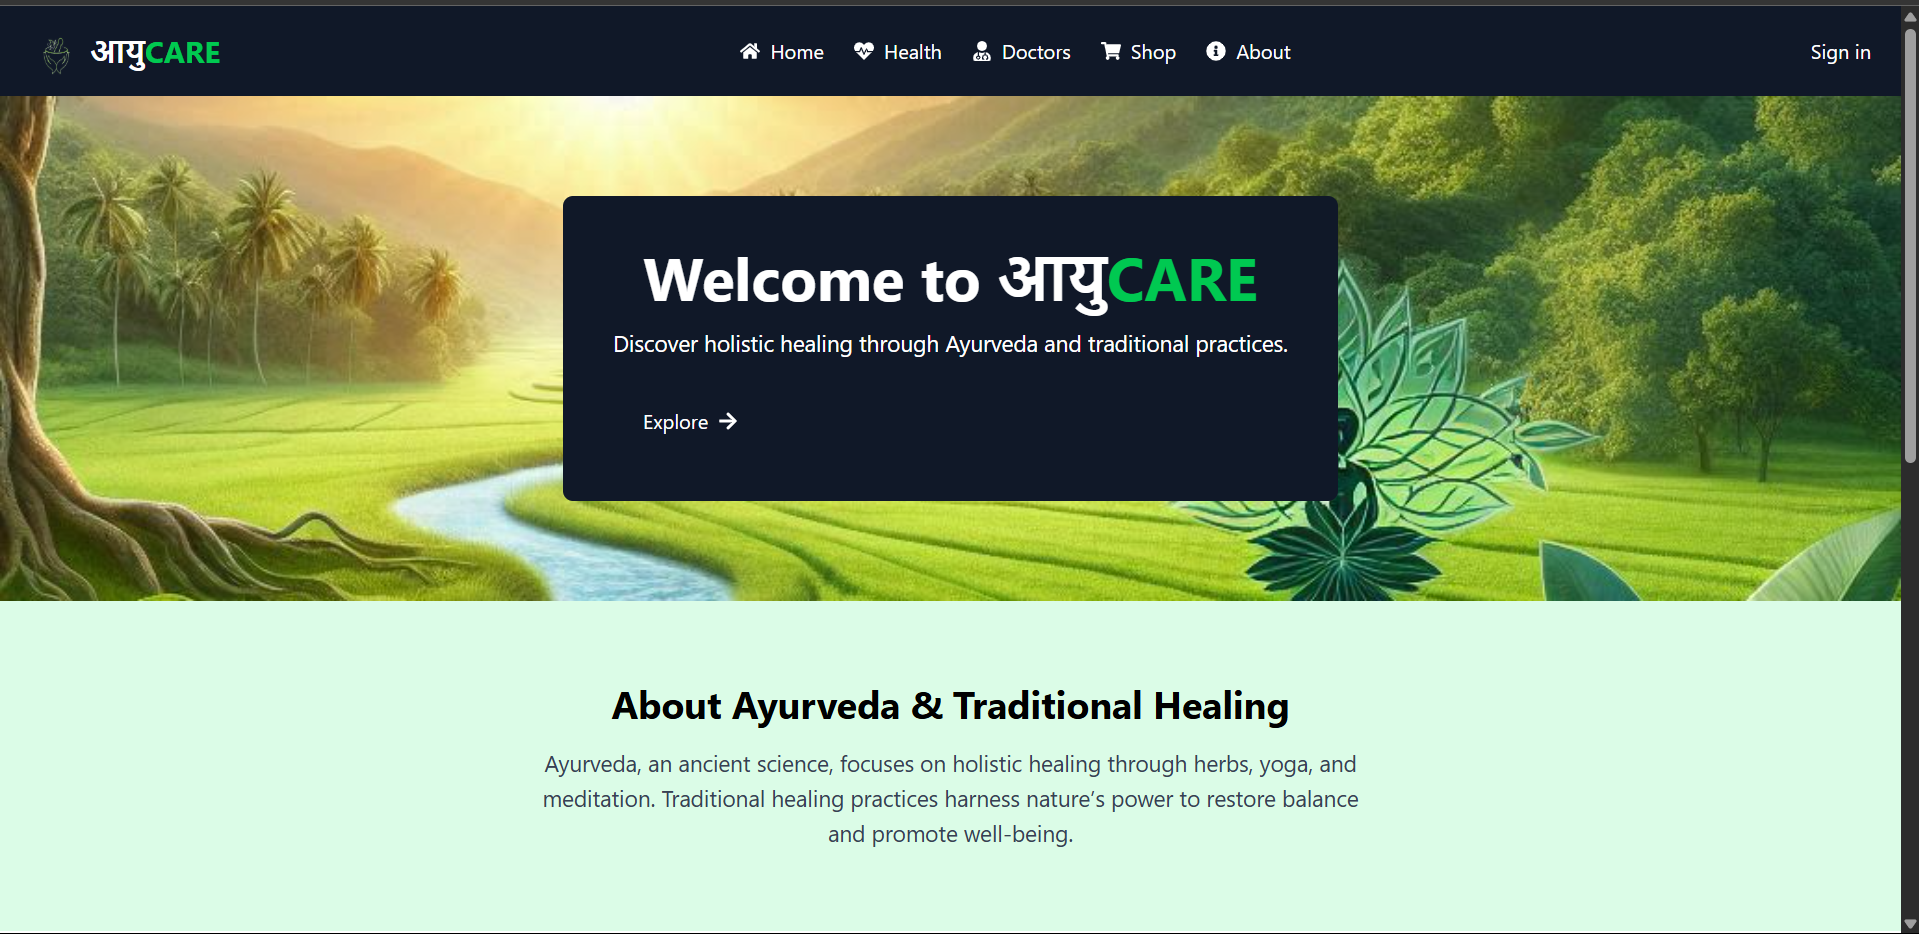 आयुCARE
Home Health Doctors Shop About
Sign in
Welcome to आयुCARE
Discover holistic healing through Ayurveda and traditional practices.
Explore
About Ayurveda & Traditional Healing
Ayurveda, an ancient science, focuses on holistic healing through herbs, yoga, and
meditation. Traditional healing practices harness nature’s power to restore balance
and promote well-being.